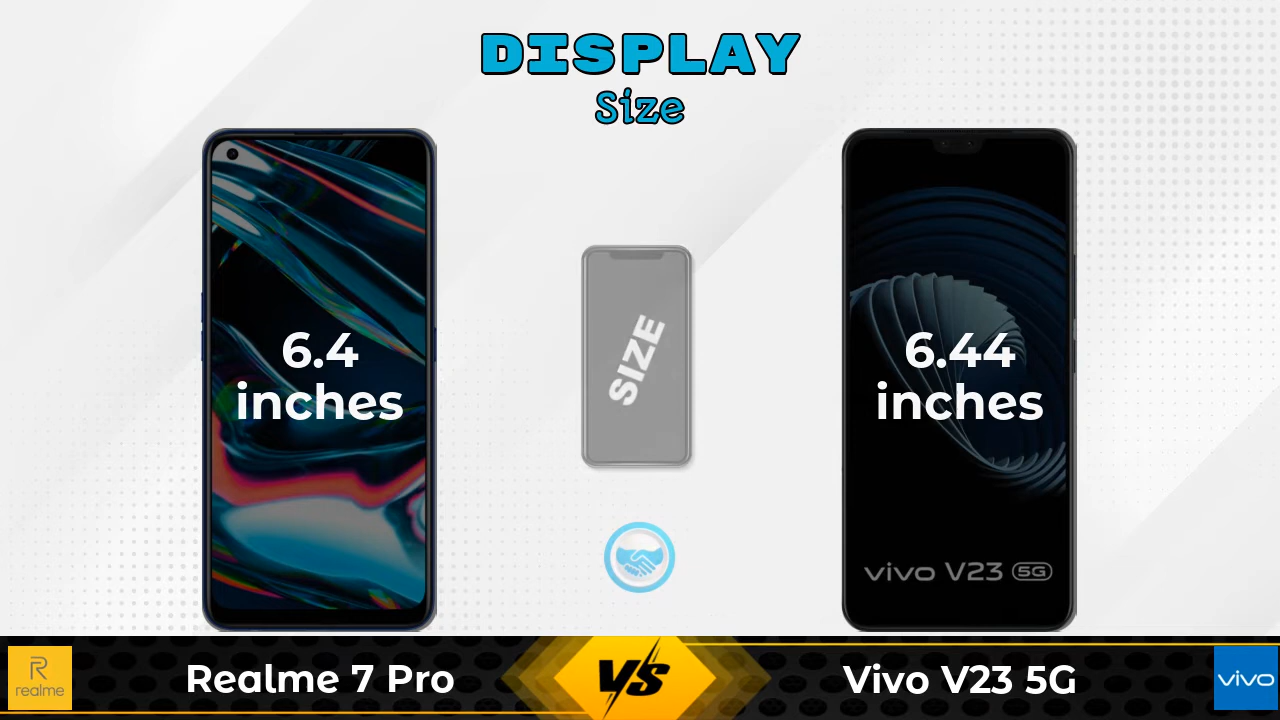 DISPLAY
Size
6.4
inches
SIZE
6.44
inches
vivo V23 5G
R
realme
Realme 7 Pro
VS
Vivo V23 5G
vivo